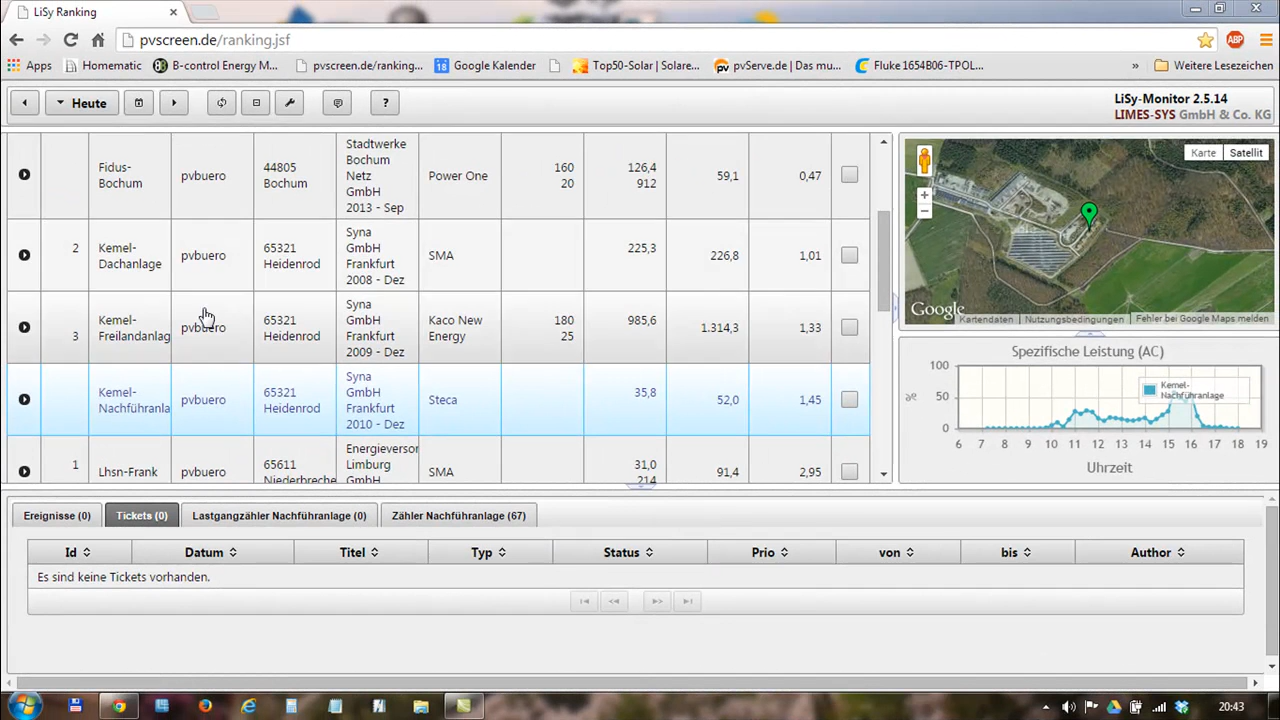 LiSy Ranking
pvscreen.de/ranking.jsf
ABP
Apps
Homematic
B-control Energy M...
pvscreen.de/ranking...
18
Google Kalender
Top50-Solar | Solare...
pv
pvServe.de | Das mu...
Fluke 1654B06-TPOL...
»
Weitere Lesezeichen
Heute
?
LiSy-Monitor 2.5.14
LIMES-SYS GmbH & Co. KG
Fidus-
Bochum
pvbuero
44805
Bochum
Stadtwerke
Bochum
Netz
GmbH
2013 - Sep
Power One
160
20
126,4
912
59,1
0,47
2
Kemel-
Dachanlage
pvbuero
65321
Heidenrod
Syna
GmbH
Frankfurt
2008 - Dez
SMA
225,3
226,8
1,01
3
Kemel-
Freilandanlag
pvbuero
65321
Heidenrod
Syna
GmbH
Frankfurt
2009 - Dez
Kaco New
Energy
180
25
985,6
1.314,3
1,33
Kemel-
Nachführanla
pvbuero
65321
Heidenrod
Syna
GmbH
Frankfurt
2010 - Dez
Steca
35,8
52,0
1,45
1
Lhsn-Frank
pvbuero
65611
Niederbreche
Energieversor
Limburg
GmbH
SMA
31,0
214
91,4
2,95
Karte
Satellit
+
−
Google
Kartendaten
Nutzungsbedingungen
Fehler bei Google Maps melden
Spezifische Leistung (AC)
100
50
0
%
Kemel-
Nachführanlage
6 7 8 9 10 11 12 13 14 15 16 17 18 19
Uhrzeit
Ereignisse (0)
Tickets (0)
Lastgangzähler Nachführanlage (0)
Zähler Nachführanlage (67)
Id
Datum
Titel
Typ
Status
Prio
von
bis
Author
Es sind keine Tickets vorhanden.
20:43